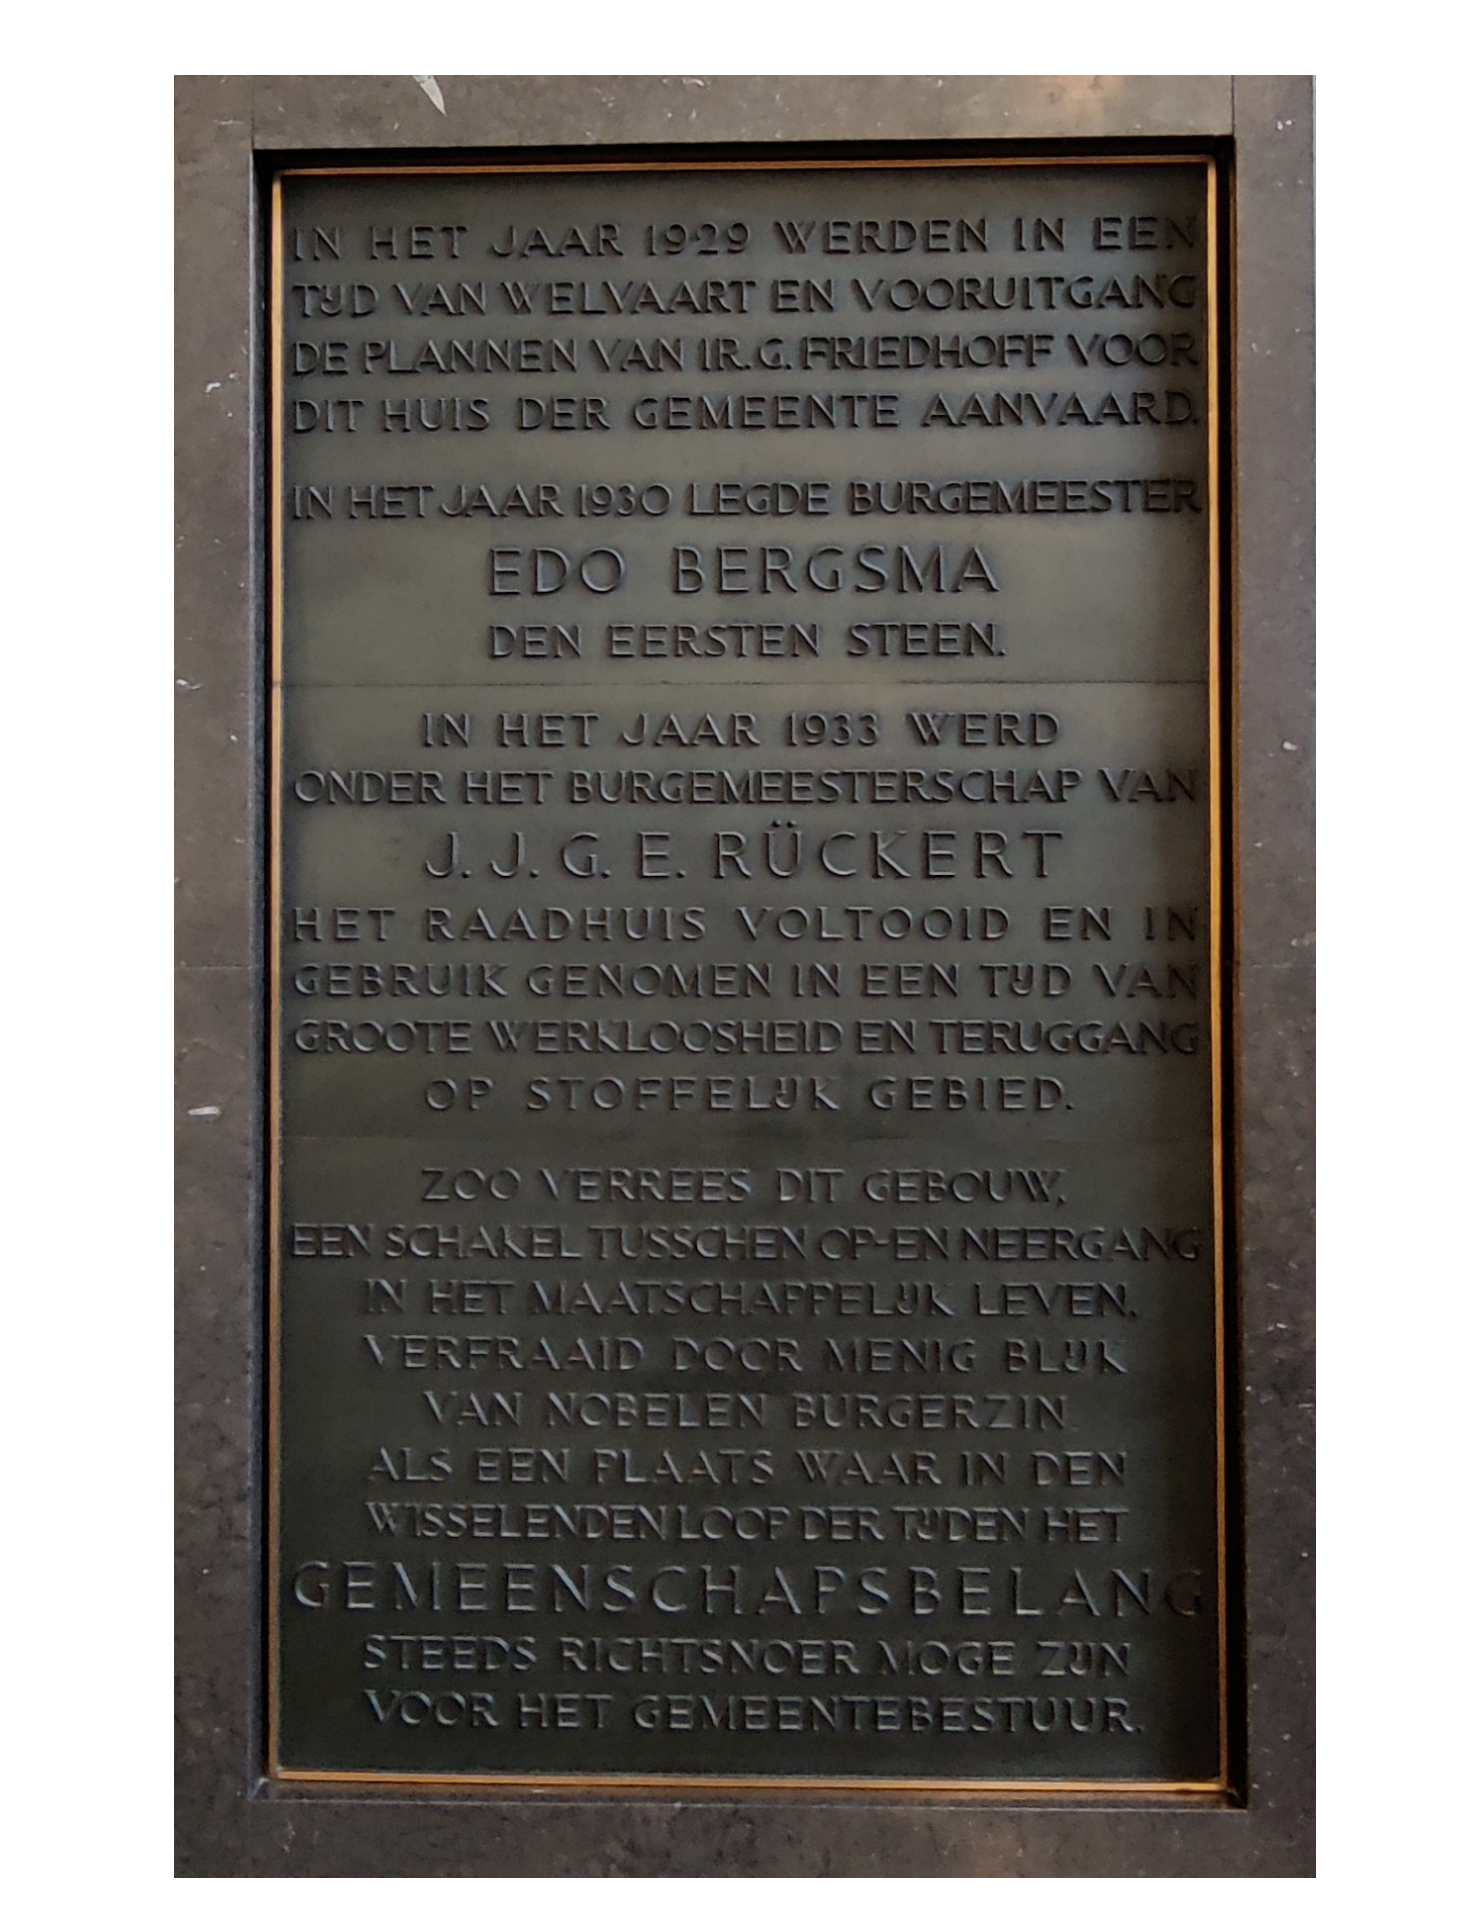 IN HET JAAR 1929 WERDEN IN EEN
TIJD VAN WELVAART EN VOORUITGANG
DE PLANNEN VAN IR. G. FRIEDHOFF VOOR
DIT HUIS DER GEMEENTE AANVAARD.
IN HET JAAR 1930 LEGDE BURGEMEESTER
EDO BERGSMA
DEN EERSTEN STEEN.
IN HET JAAR 1933 WERD
ONDER HET BURGEMEESTERSCHAP VAN
J. J. G. E. RÜCKERT
HET RAADHUIS VOLTOOID EN IN
GEBRUIK GENOMEN IN EEN TIJD VAN
GROOTE WERKLOOSHEID EN TERUGGANG
OP STOFFELIJK GEBIED.
ZOO VERREES DIT GEBOUW,
EEN SCHAKEL TUSSCHEN OP-EN NEERGANG
IN HET MAATSCHAPPELIJK LEVEN,
VERFRAAID DOOR MENIG BLIJK
VAN NOBELEN BURGERZIN.
ALS EEN PLAATS WAAR IN DEN
WISSELENDEN LOOP DER TIJDEN HET
GEMEENSCHAPSBELANG
STEEDS RICHTSNOER MOGE ZIJN
VOOR HET GEMEENTEBESTUUR.